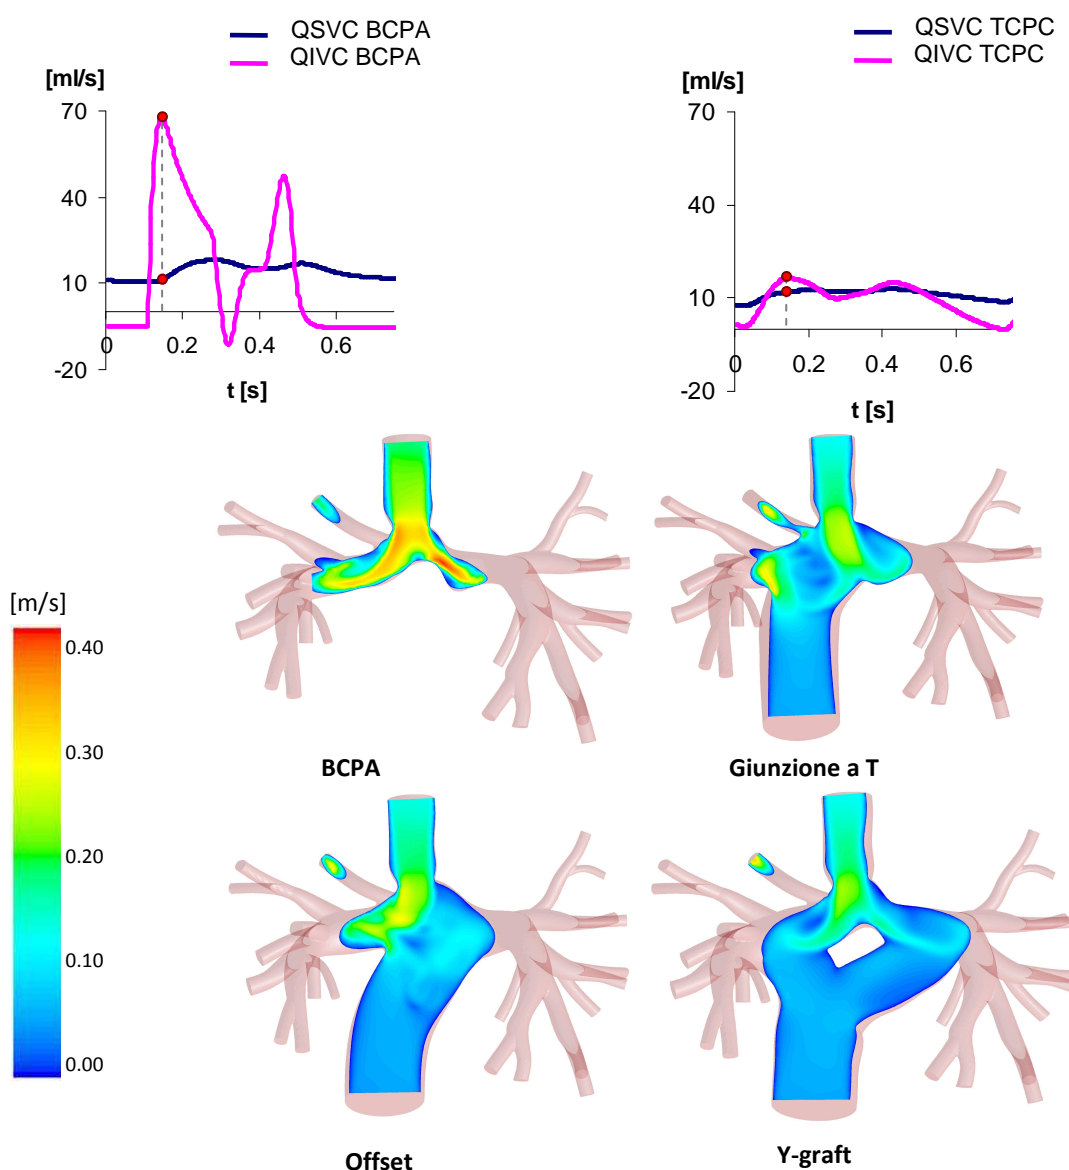 QSVC BCPA
QIVC BCPA
[ml/s]
70
40
10
0
0.2
0.4
0.6
-20
t [s]
QSVC TCPC
QIVC TCPC
[ml/s]
70
40
10
0
0.2
0.4
0.6
-20
t [s]
[m/s]
0.40
0.30
0.20
0.10
0.00
BCPA
Giunzione a T
Offset
Y-graft